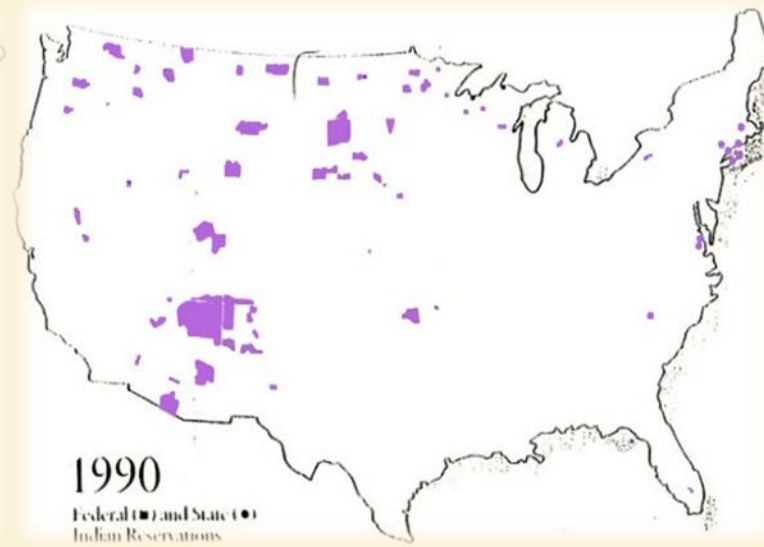 1990
Federal (■) and State (●)
Indian Reservations